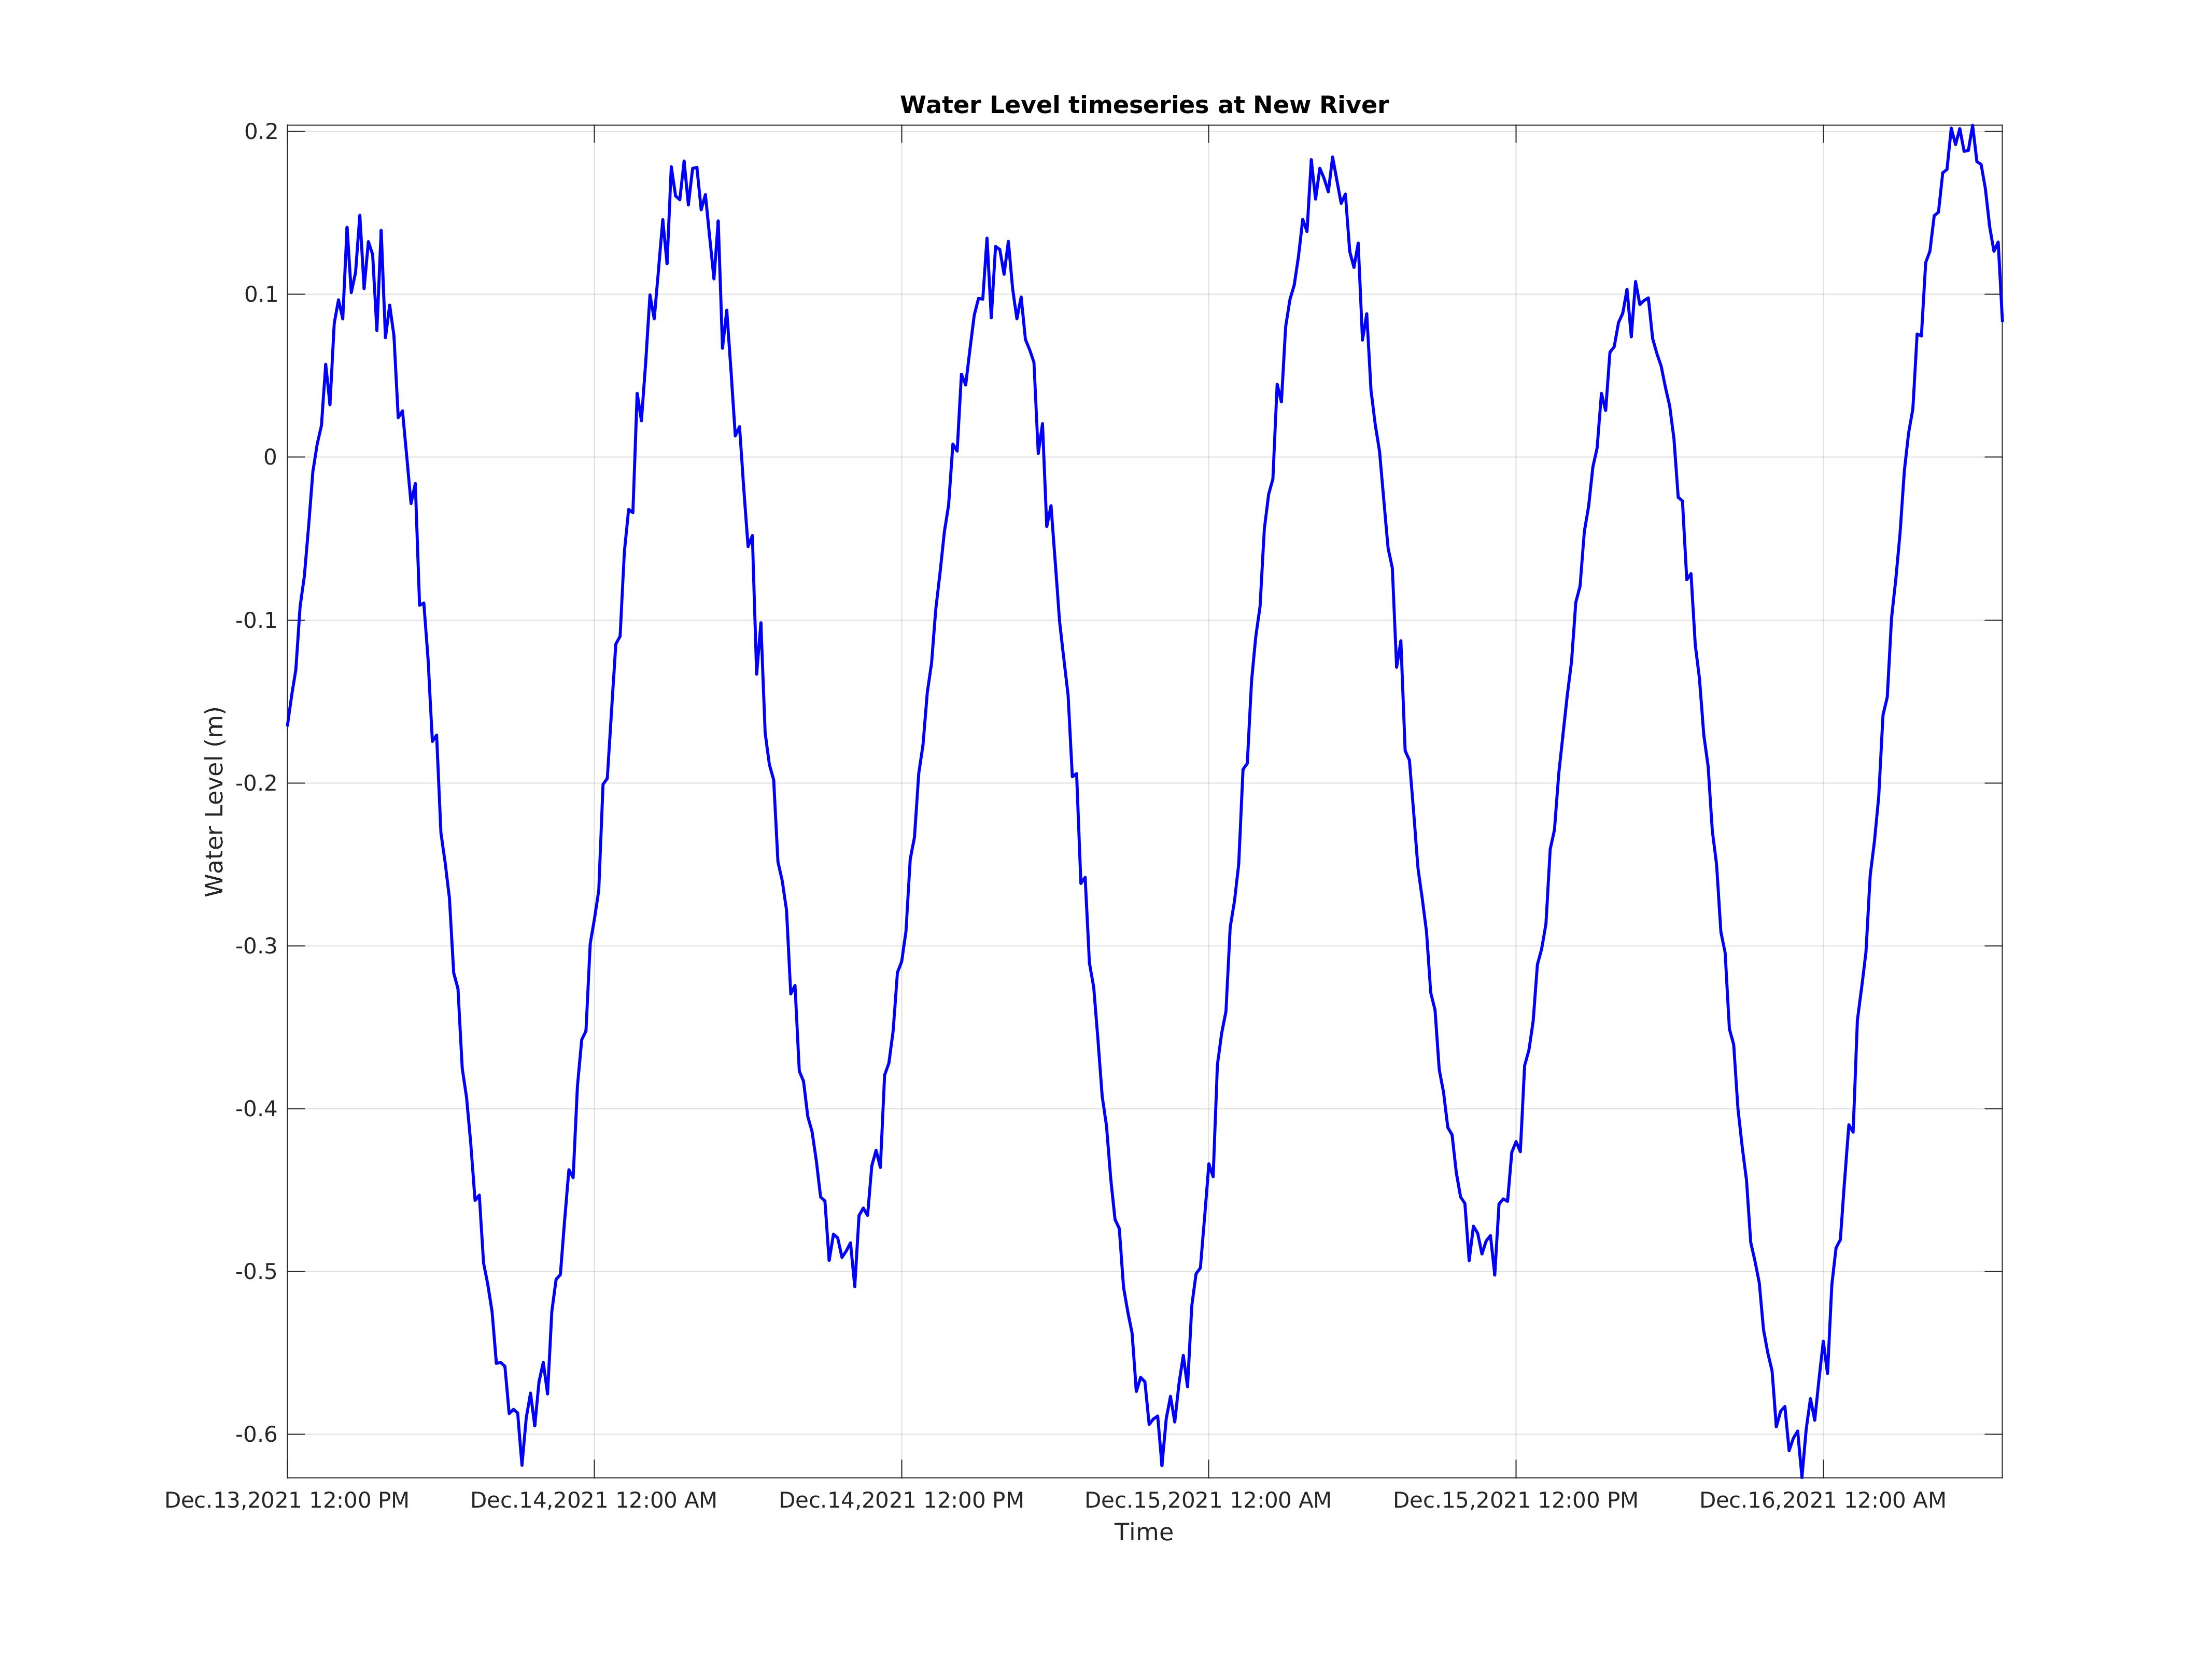 Water Level timeseries at New River
0.2
0.1
0
-0.1
-0.2
-0.3
-0.4
-0.5
-0.6
Water Level (m)
Dec.13,2021 12:00 PM Dec.14,2021 12:00 AM Dec.14,2021 12:00 PM Dec.15,2021 12:00 AM Dec.15,2021 12:00 PM Dec.16,2021 12:00 AM
Time